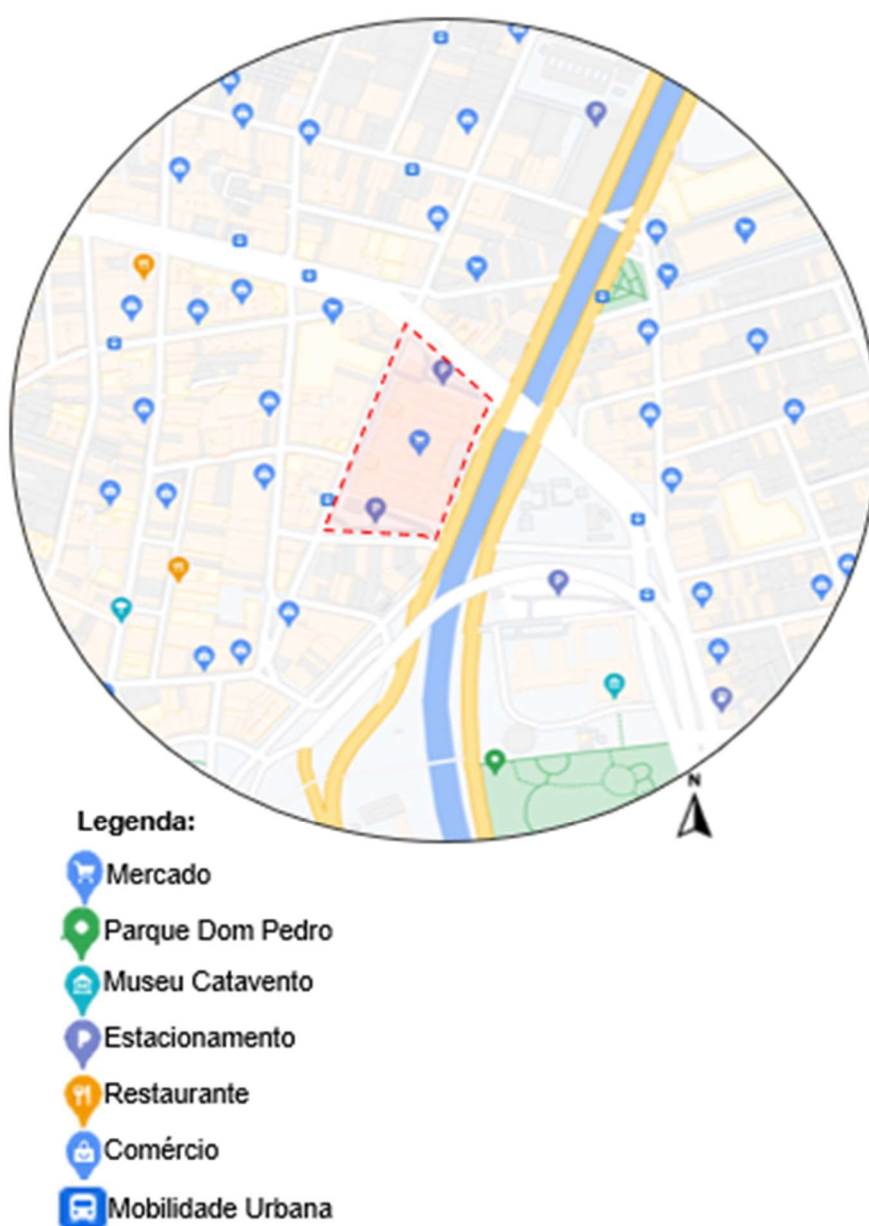 N
Legenda:
Mercado
Parque Dom Pedro
Museu Catavento
Estacionamento
Restaurante
Comércio
Mobilidade Urbana